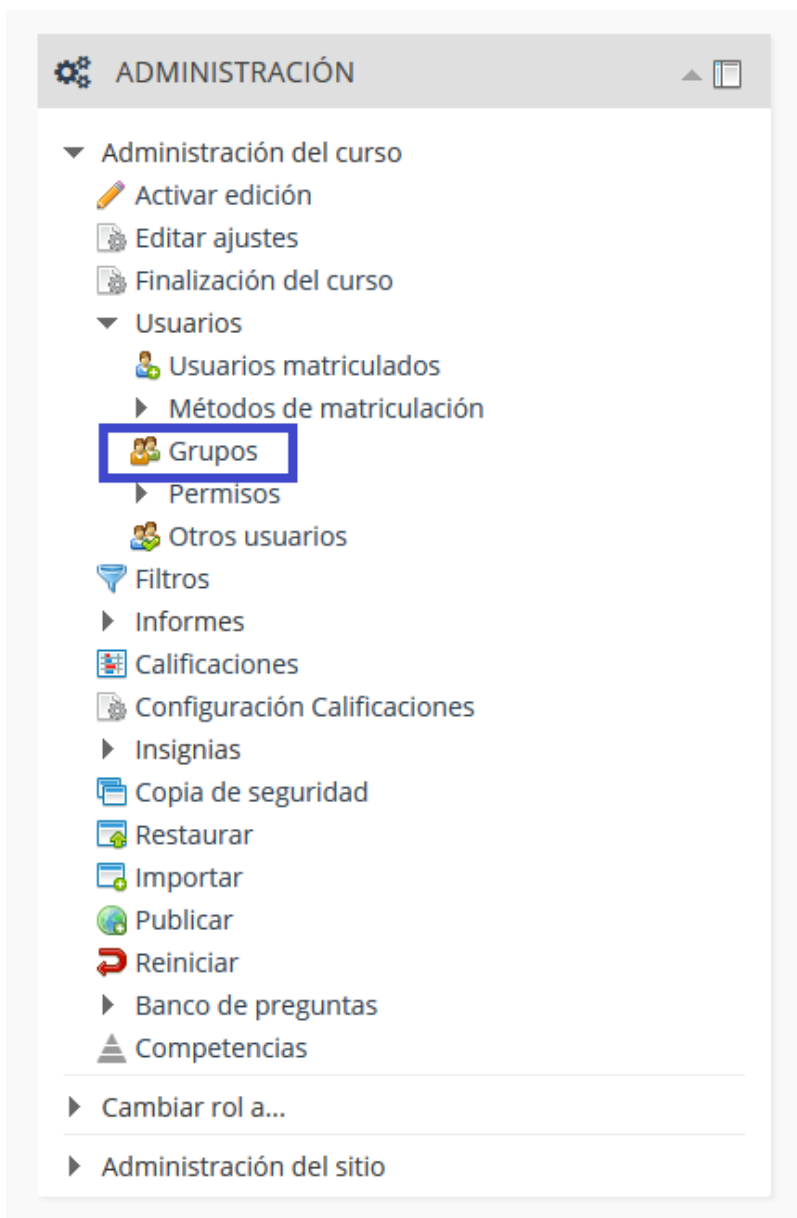 ADMINISTRACIÓN
Administración del curso
Activar edición
Editar ajustes
Finalización del curso
Usuarios
Usuarios matriculados
Métodos de matriculación
Grupos
Permisos
Otros usuarios
Filtros
Informes
Calificaciones
Configuración Calificaciones
Insignias
Copia de seguridad
Restaurar
Importar
Publicar
Reiniciar
Banco de preguntas
Competencias
Cambiar rol a...
Administración del sitio